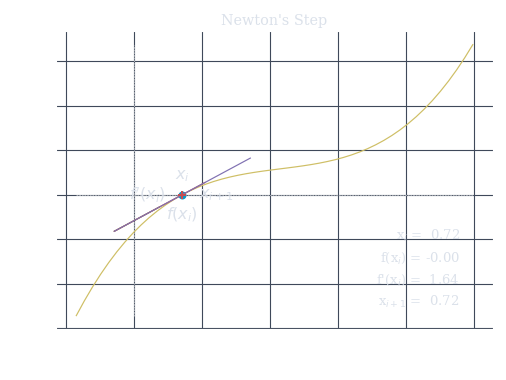 Newton's Step
xᵢ
f'(xᵢ)
xᵢ₊₁
f(xᵢ)
xᵢ = 0.72
f(xᵢ) = -0.00
f'(xᵢ) = 1.64
xᵢ₊₁ = 0.72